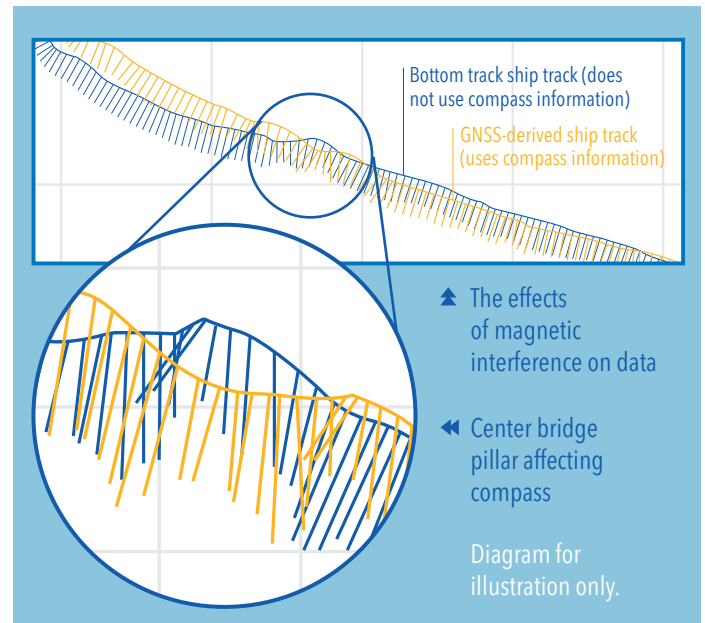 Bottom track ship track (does
not use compass information)
GNSS-derived ship track
(uses compass information)
The effects
of magnetic
interference on data
Center bridge
pillar affecting
compass
Diagram for
illustration only.